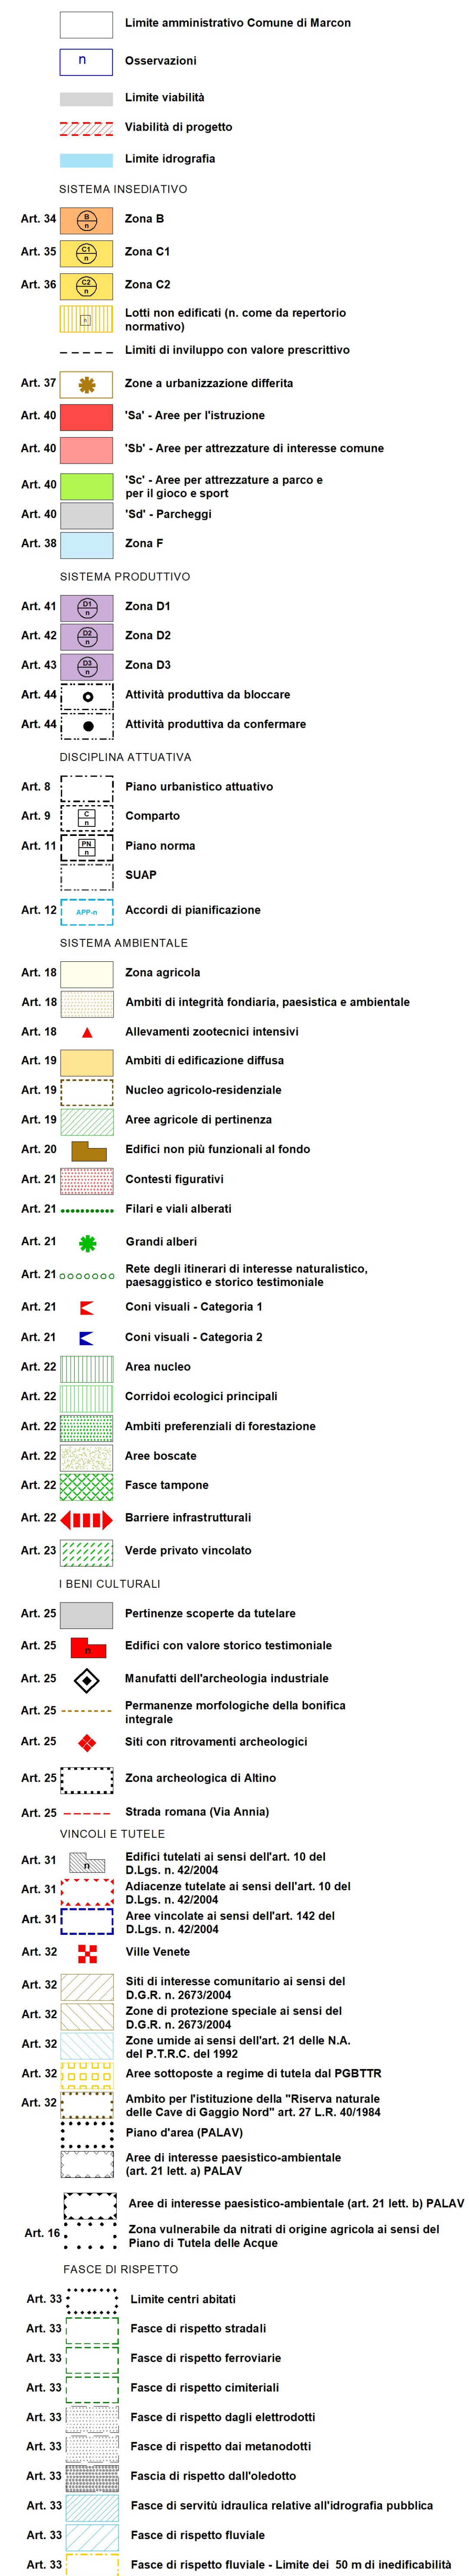 Limite amministrativo Comune di Marcon
n Osservazioni
Limite viabilità
Viabilità di progetto
Limite idrografia
SISTEMA INSEDIATIVO
Art. 34 B n Zona B
Art. 35 C1 n Zona C1
Art. 36 C2 n Zona C2
n Lotti non edificati (n. come da repertorio
normativo)
Limiti di inviluppo con valore prescrittivo
Art. 37 Zone a urbanizzazione differita
Art. 40 'Sa' - Aree per l'istruzione
Art. 40 'Sb' - Aree per attrezzature di interesse comune
Art. 40 'Sc' - Aree per attrezzature a parco e
per il gioco e sport
Art. 40 'Sd' - Parcheggi
Art. 38 Zona F
SISTEMA PRODUTTIVO
Art. 41 D1 n Zona D1
Art. 42 D2 n Zona D2
Art. 43 D3 n Zona D3
Art. 44 Attività produttiva da bloccare
Art. 44 Attività produttiva da confermare
DISCIPLINA ATTUATIVA
Art. 8 Piano urbanistico attuativo
Art. 9 C n Comparto
Art. 11 PN n Piano norma
SUAP
Art. 12 APP-n Accordi di pianificazione
SISTEMA AMBIENTALE
Art. 18 Zona agricola
Art. 18 Ambiti di integrità fondiaria, paesistica e ambientale
Art. 18 Allevamenti zootecnici intensivi
Art. 19 Ambiti di edificazione diffusa
Art. 19 Nucleo agricolo-residenziale
Art. 19 Aree agricole di pertinenza
Art. 20 Edifici non più funzionali al fondo
Art. 21 Contesti figurativi
Art. 21 Filari e viali alberati
Art. 21 Grandi alberi
Art. 21 Rete degli itinerari di interesse naturalistico,
paesaggistico e storico testimoniale
Art. 21 Coni visuali - Categoria 1
Art. 21 Coni visuali - Categoria 2
Art. 22 Area nucleo
Art. 22 Corridoi ecologici principali
Art. 22 Ambiti preferenziali di forestazione
Art. 22 Aree boscate
Art. 22 Fasce tampone
Art. 22 Barriere infrastrutturali
Art. 23 Verde privato vincolato
I BENI CULTURALI
Art. 25 Pertinenze scoperte da tutelare
Art. 25 n Edifici con valore storico testimoniale
Art. 25 Manufatti dell'archeologia industriale
Art. 25 Permanenze morfologiche della bonifica
integrale
Art. 25 Siti con ritrovamenti archeologici
Art. 25 Zona archeologica di Altino
Art. 25 Strada romana (Via Annia)
VINCOLI E TUTELE
Art. 31 n Edifici tutelati ai sensi dell'art. 10 del
D.Lgs. n. 42/2004
Art. 31 Adiacenze tutelate ai sensi dell'art. 10 del
D.Lgs. n. 42/2004
Art. 31 Aree vincolate ai sensi dell'art. 142 del
D.Lgs. n. 42/2004
Art. 32 Ville Venete
Art. 32 Siti di interesse comunitario ai sensi del
D.G.R. n. 2673/2004
Art. 32 Zone di protezione speciale ai sensi del
D.G.R. n. 2673/2004
Art. 32 Zone umide ai sensi dell'art. 21 delle N.A.
del P.T.R.C. del 1992
Art. 32 Aree sottoposte a regime di tutela dal PGBTTR
Art. 32 Ambito per l'istituzione della "Riserva naturale
delle Cave di Gaggio Nord" art. 27 L.R. 40/1984
Piano d'area (PALAV)
Aree di interesse paesistico-ambientale
(art. 21 lett. a) PALAV
Aree di interesse paesistico-ambientale (art. 21 lett. b) PALAV
Art. 16 Zona vulnerabile da nitrati di origine agricola ai sensi del
Piano di Tutela delle Acque
FASCE DI RISPETTO
Art. 33 Limite centri abitati
Art. 33 Fasce di rispetto stradali
Art. 33 Fasce di rispetto ferroviarie
Art. 33 Fasce di rispetto cimiteriali
Art. 33 Fasce di rispetto dagli elettrodotti
Art. 33 Fasce di rispetto dai metanodotti
Art. 33 Fascia di rispetto dall'oledotto
Art. 33 Fasce di servitù idraulica relative all'idrografia pubblica
Art. 33 Fasce di rispetto fluviale
Art. 33 Fasce di rispetto fluviale - Limite dei 50 m di inedificabilità